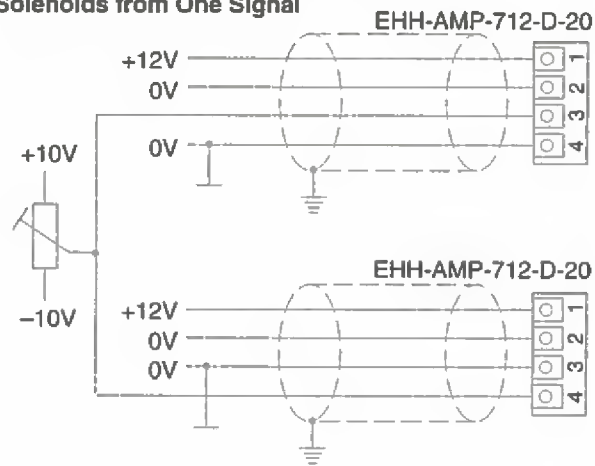 Solenoids from One Signal
EHH-AMP-712-D-20
+12V
1
0V
2
3
0V
4
+10V
–10V
EHH-AMP-712-D-20
+12V
1
0V
2
0V
3
4